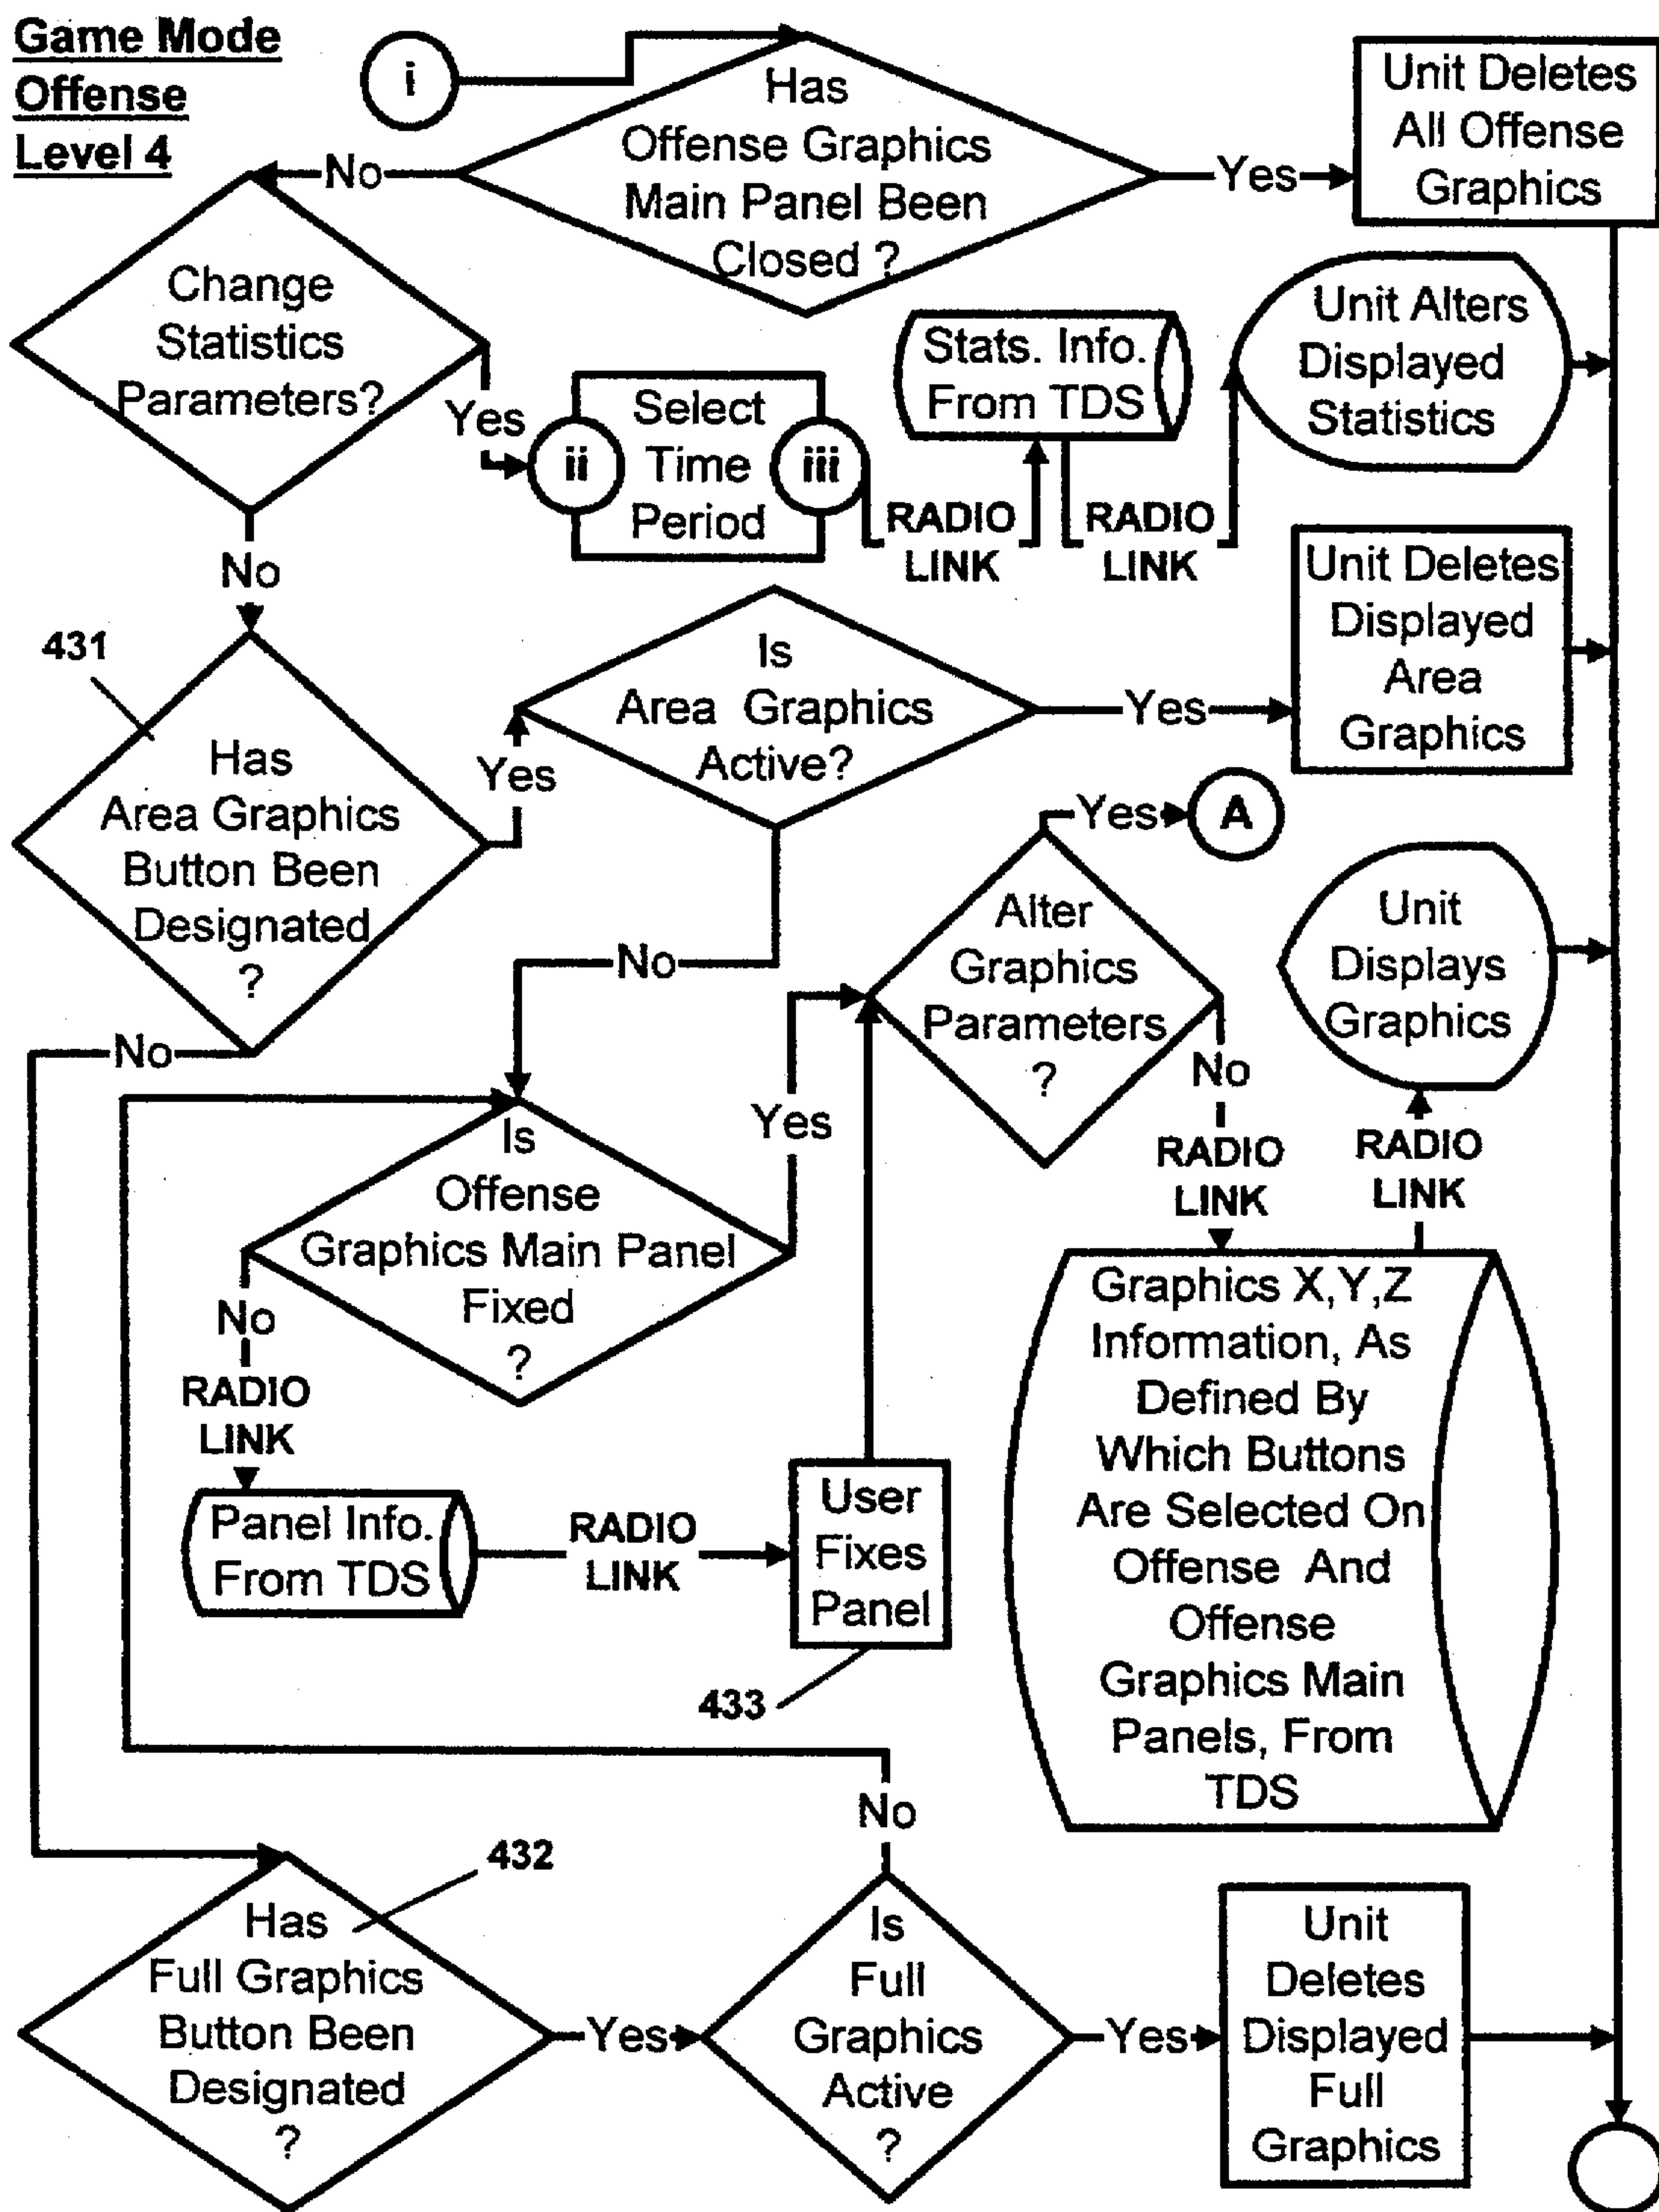 Game Mode
Offense
Level 4
i
Has
Offense Graphics
Main Panel Been
Closed ?
Yes
Unit Deletes
All Offense
Graphics
No
Change
Statistics
Parameters?
Yes
ii
Select
Time
Period
iii
RADIO
LINK
Stats. Info.
From TDS
RADIO
LINK
Unit Alters
Displayed
Statistics
No
431
Has
Area Graphics
Button Been
Designated
?
Yes
Is
Area Graphics
Active?
Yes
Unit Deletes
Displayed
Area
Graphics
No
No
Is
Offense
Graphics Main Panel
Fixed
?
Yes
Alter
Graphics
Parameters
?
Yes
A
No
RADIO
LINK
Unit
Displays
Graphics
RADIO
LINK
No
RADIO
LINK
Panel Info.
From TDS
RADIO
LINK
User
Fixes
Panel
433
Graphics X,Y,Z
Information, As
Defined By
Which Buttons
Are Selected On
Offense And
Offense
Graphics Main
Panels, From
TDS
432
Has
Full Graphics
Button Been
Designated
?
Yes
No
Is
Full
Graphics
Active
?
Yes
Unit
Deletes
Displayed
Full
Graphics